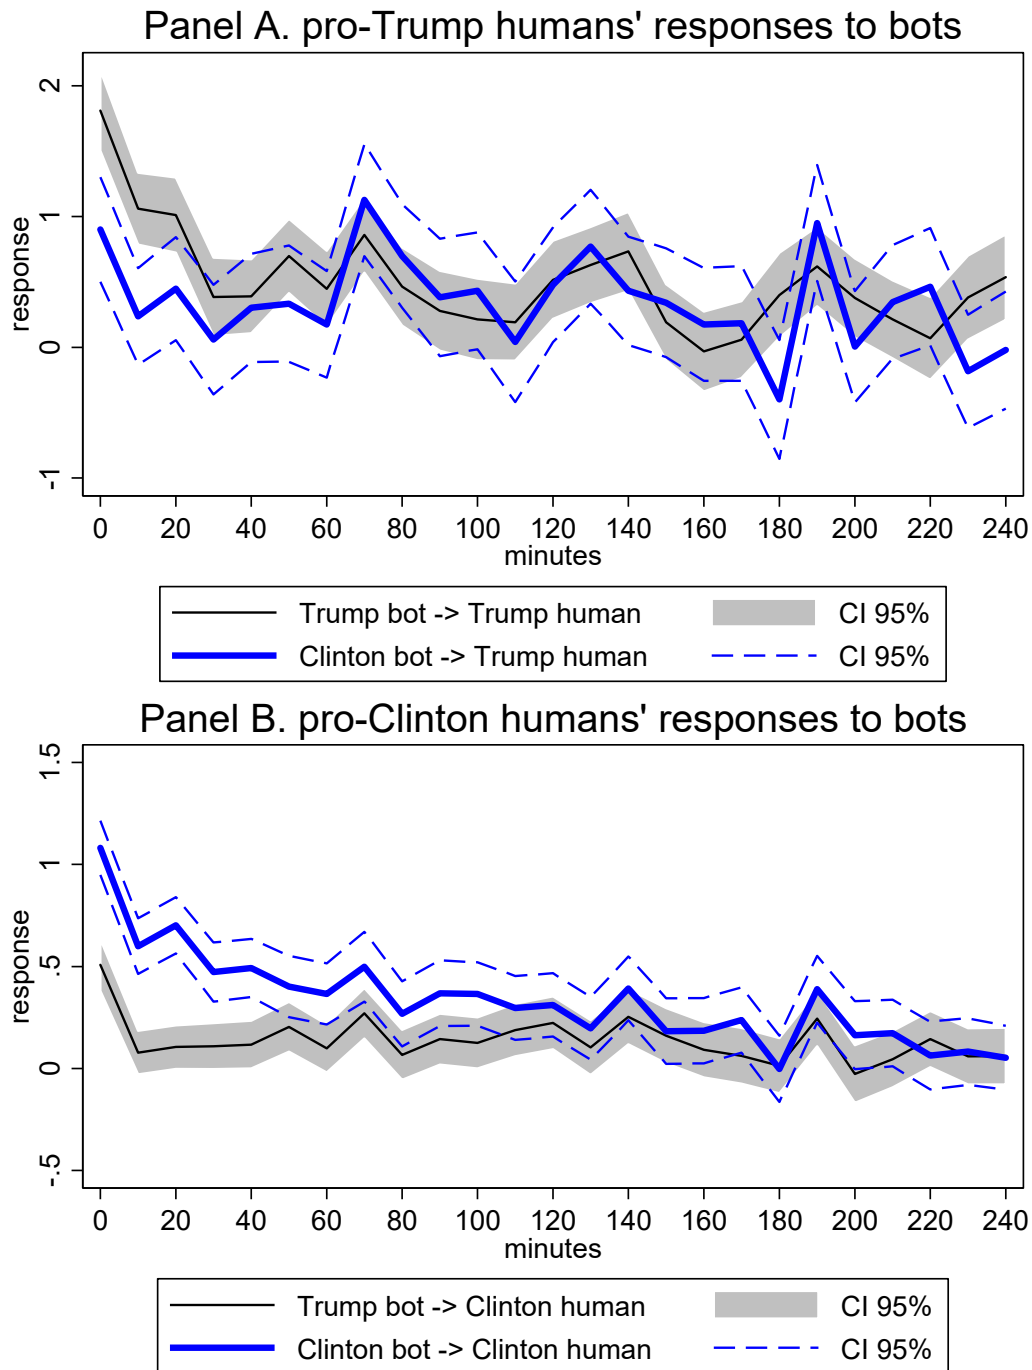 Panel A. pro-Trump humans' responses to bots
2
1
0
-1
response
0 20 40 60 80 100 120 140 160 180 200 220 240
minutes
Trump bot -> Trump human CI 95%
Clinton bot -> Trump human CI 95%
Panel B. pro-Clinton humans' responses to bots
1.5
1
.5
0
-.5
response
0 20 40 60 80 100 120 140 160 180 200 220 240
minutes
Trump bot -> Clinton human CI 95%
Clinton bot -> Clinton human CI 95%